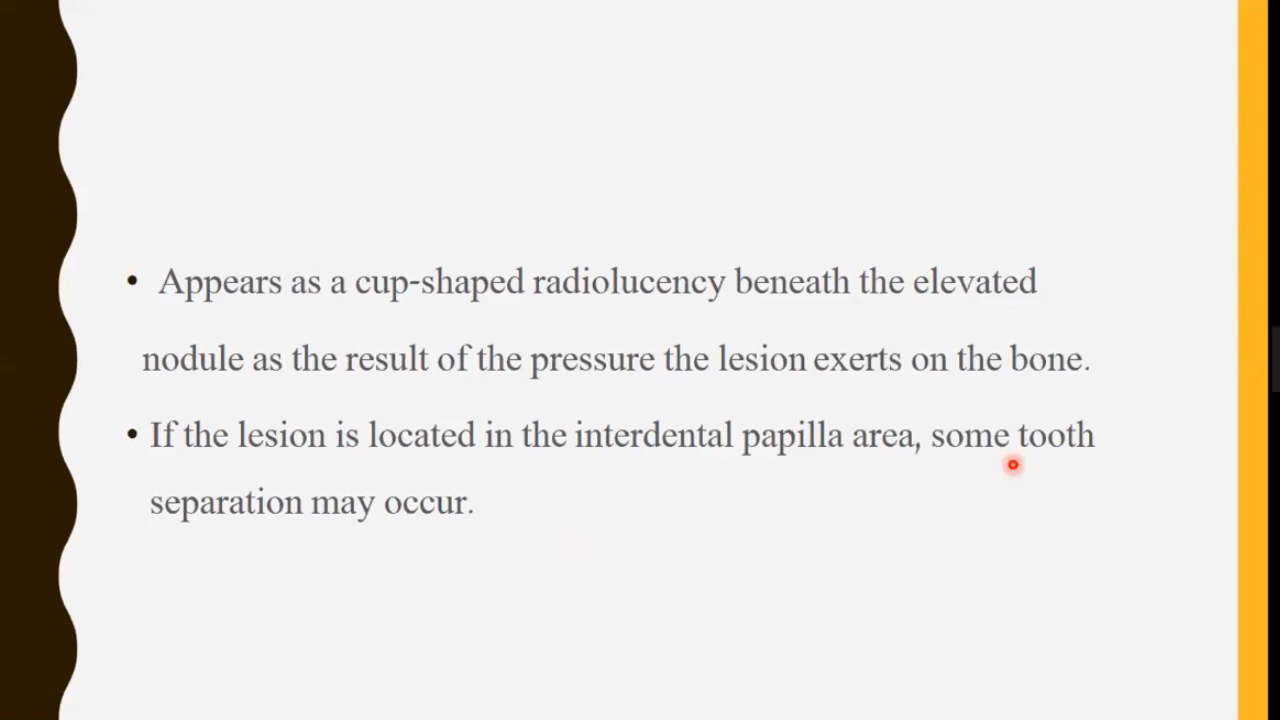 • Appears as a cup-shaped radiolucency beneath the elevated
nodule as the result of the pressure the lesion exerts on the bone.
• If the lesion is located in the interdental papilla area, some tooth
separation may occur.